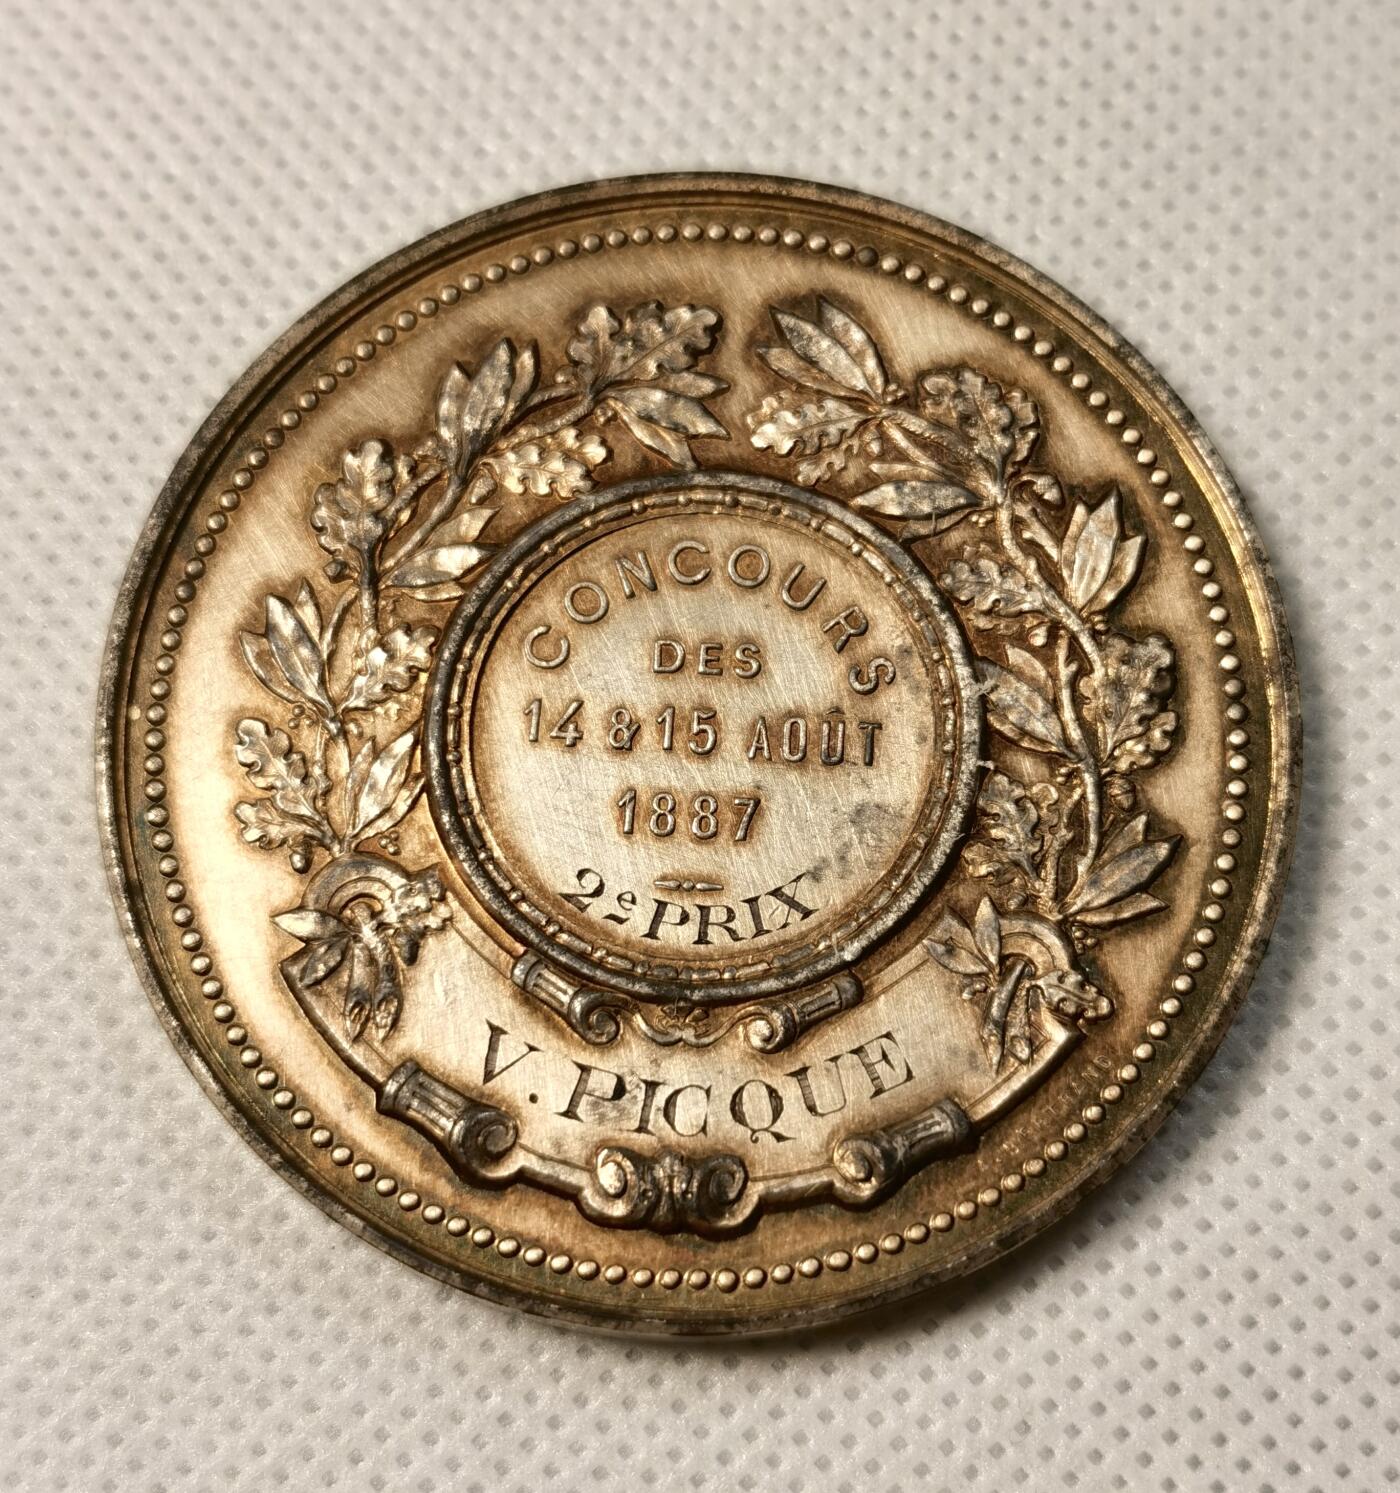 CONCOURS
DES
14 & 15 AOÛT
1887
2e PRIX
V. PICQUE